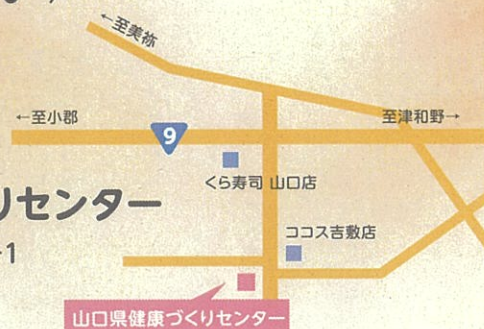 ←至美祢
←至小郡
至津和野→
9
くら寿司 山口店
りセンター
ココス吉敷店
-1
山口県健康づくりセンター